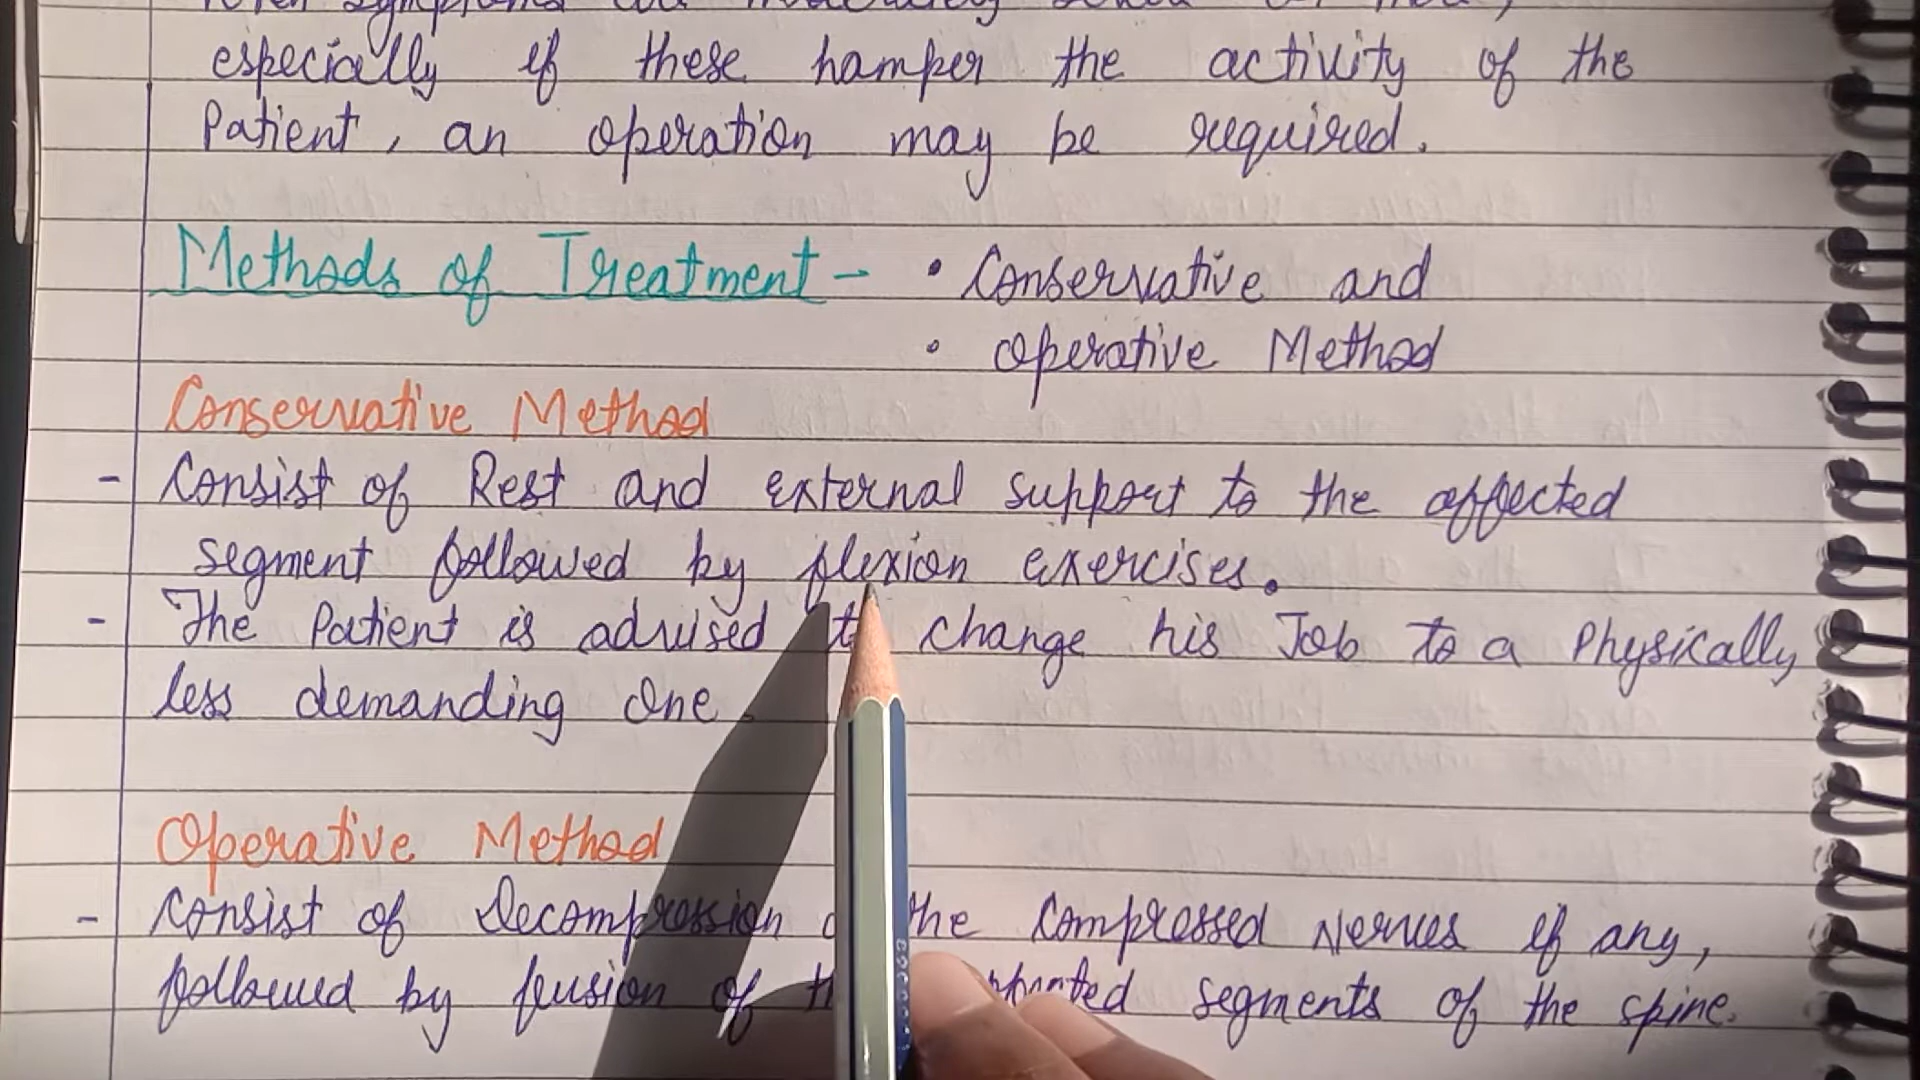 especially if these hamper the activity of the
Patient, an operation may be required.
Methods of Treatment - • Conservative and
• Operative Method
Conservative Method
- Consist of Rest and external support to the affected
segment followed by flexion exercises.
- The Patient is advised to change his Job to a Physically
less demanding one.
Operative Method
- Consist of Decompression the compressed Nerves if any,
followed by fusion of segments of the spine.